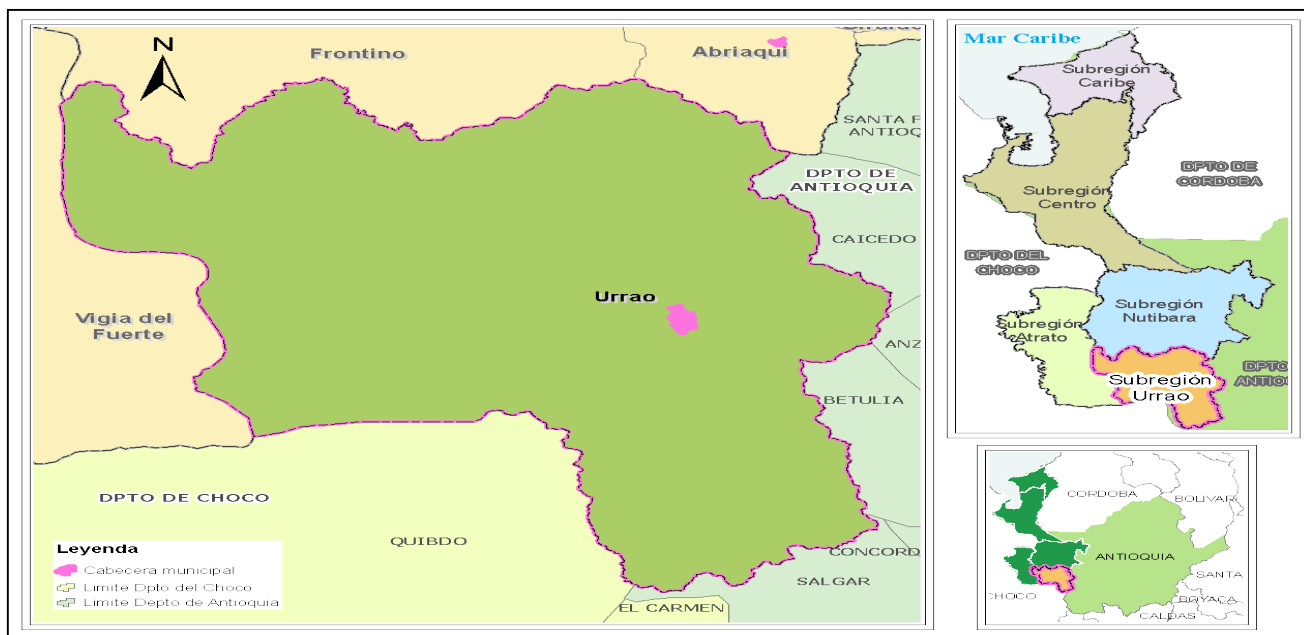 N
Frontino
Abriaqui
SANTA F
ANTIOQ
DPTO DE
ANTIOQUIA
CAICEDO
Urrao
Vigia del
Fuerte
ANZ
BETULIA
DPTO DE CHOCO
QUIBDO
CONCORD
SALGAR
EL CARMEN
Leyenda
Cabecera municipal
Limite Dpto del Choco
Limite Depto de Antioquia
Mar Caribe
Subregión
Caribe
DPTO DE
CORDOBA
Subregión
Centro
DPTO DEL
CHOCO
Subregión
Nutibara
Subregión
Atrato
DPTO
ANTIOQ
Subregión
Urrao
CORDOBA
BOLIVAR
ANTIOQUIA
SANTA
CHOCO
BOYACA
CALDAS